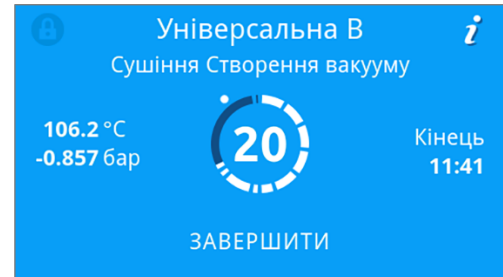 Універсальна B
i
Сушіння Створення вакууму
106.2 °C
-0.857 бар
20
Кінець
11:41
ЗАВЕРШИТИ